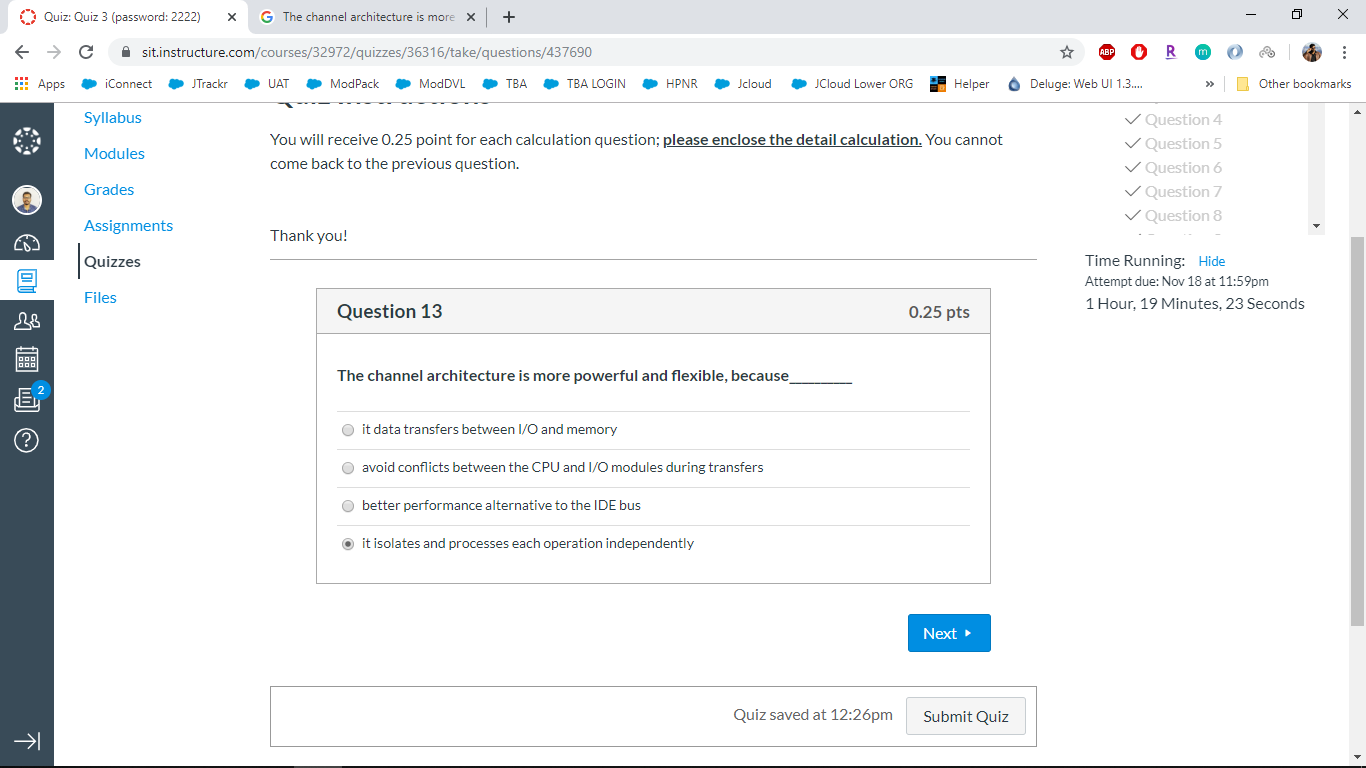 Quiz: Quiz 3 (password: 2222)
The channel architecture is more
sit.instructure.com/courses/32972/quizzes/36316/take/questions/437690
ABP
R
m
Apps
iConnect
JTrackr
UAT
ModPack
ModDVL
TBA
TBA LOGIN
HPNR
Jcloud
JCloud Lower ORG
Helper
Deluge: Web UI 1.3....
»
Other bookmarks
Syllabus
Modules
Grades
Assignments
Quizzes
Files
2
Quiz Instructions
You will receive 0.25 point for each calculation question; please enclose the detail calculation. You cannot
come back to the previous question.
Thank you!
Question 13
0.25 pts
The channel architecture is more powerful and flexible, because__________
it data transfers between I/O and memory
avoid conflicts between the CPU and I/O modules during transfers
better performance alternative to the IDE bus
it isolates and processes each operation independently
Next
Quiz saved at 12:26pm
Submit Quiz
Question 4
Question 5
Question 6
Question 7
Question 8
Time Running: Hide
Attempt due: Nov 18 at 11:59pm
1 Hour, 19 Minutes, 23 Seconds